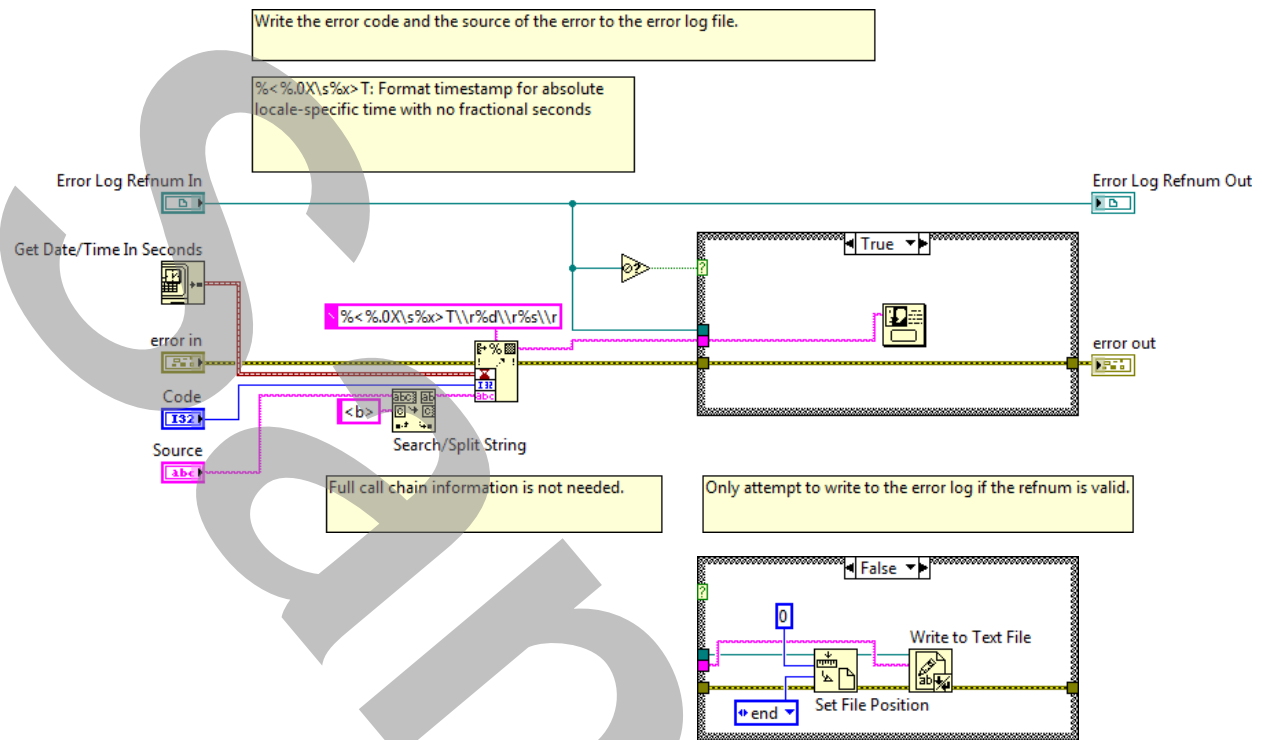 Write the error code and the source of the error to the error log file.
%<%.0X\s%x>T: Format timestamp for absolute
locale-specific time with no fractional seconds
Error Log Refnum In
Error Log Refnum Out
Get Date/Time In Seconds
True
?
%<%.0X\s%x>T\\r%d\\r%s\\r
error in
error out
Code
I32
I32
abc
<b>
Search/Split String
Source
abc
Full call chain information is not needed.
Only attempt to write to the error log if the refnum is valid.
False
?
0
Write to Text File
end
Set File Position
San